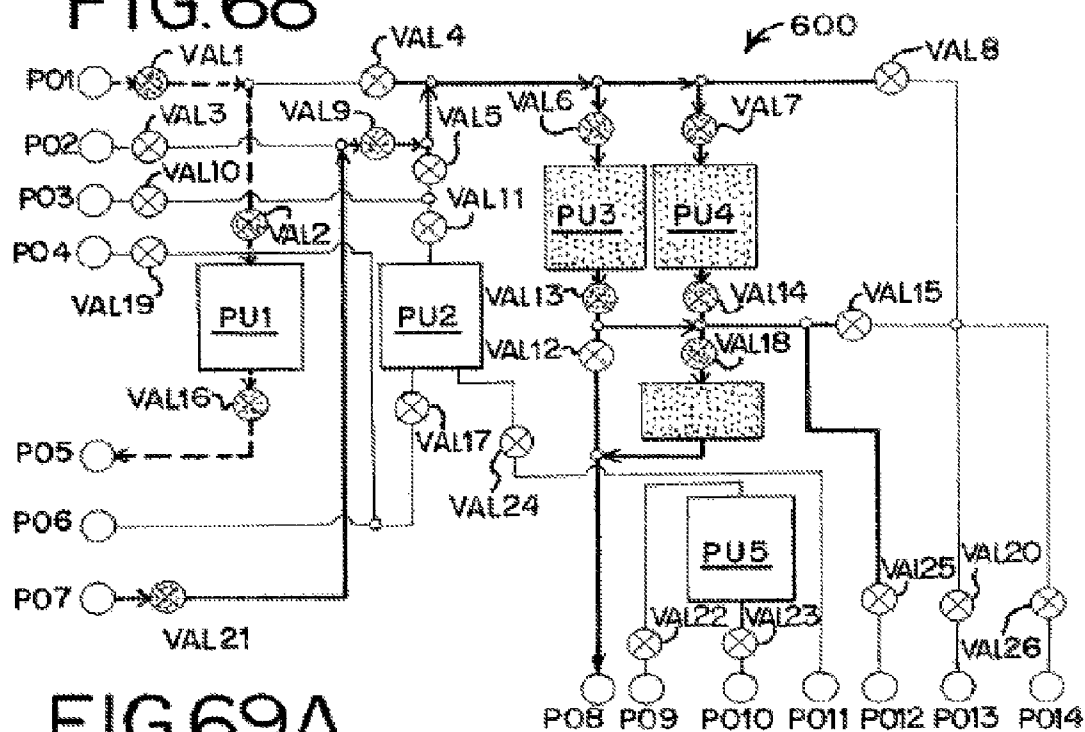 FIG. 68
600
VAL1
VAL4
VAL8
PO1
VAL3
VAL9
VAL6
VAL7
PO2
VAL5
VAL10
PO3
VAL11
PU3
PU4
VAL2
PO4
VAL19
PU1
PU2
VAL13
VAL14
VAL15
VAL12
VAL18
VAL16
VAL17
PO5
VAL24
PO6
PU5
VAL25
VAL20
PO7
VAL21
VAL22
VAL23
VAL26
FIG. 69A
PO8 PO9 PO10 PO11 PO12 PO13 PO14